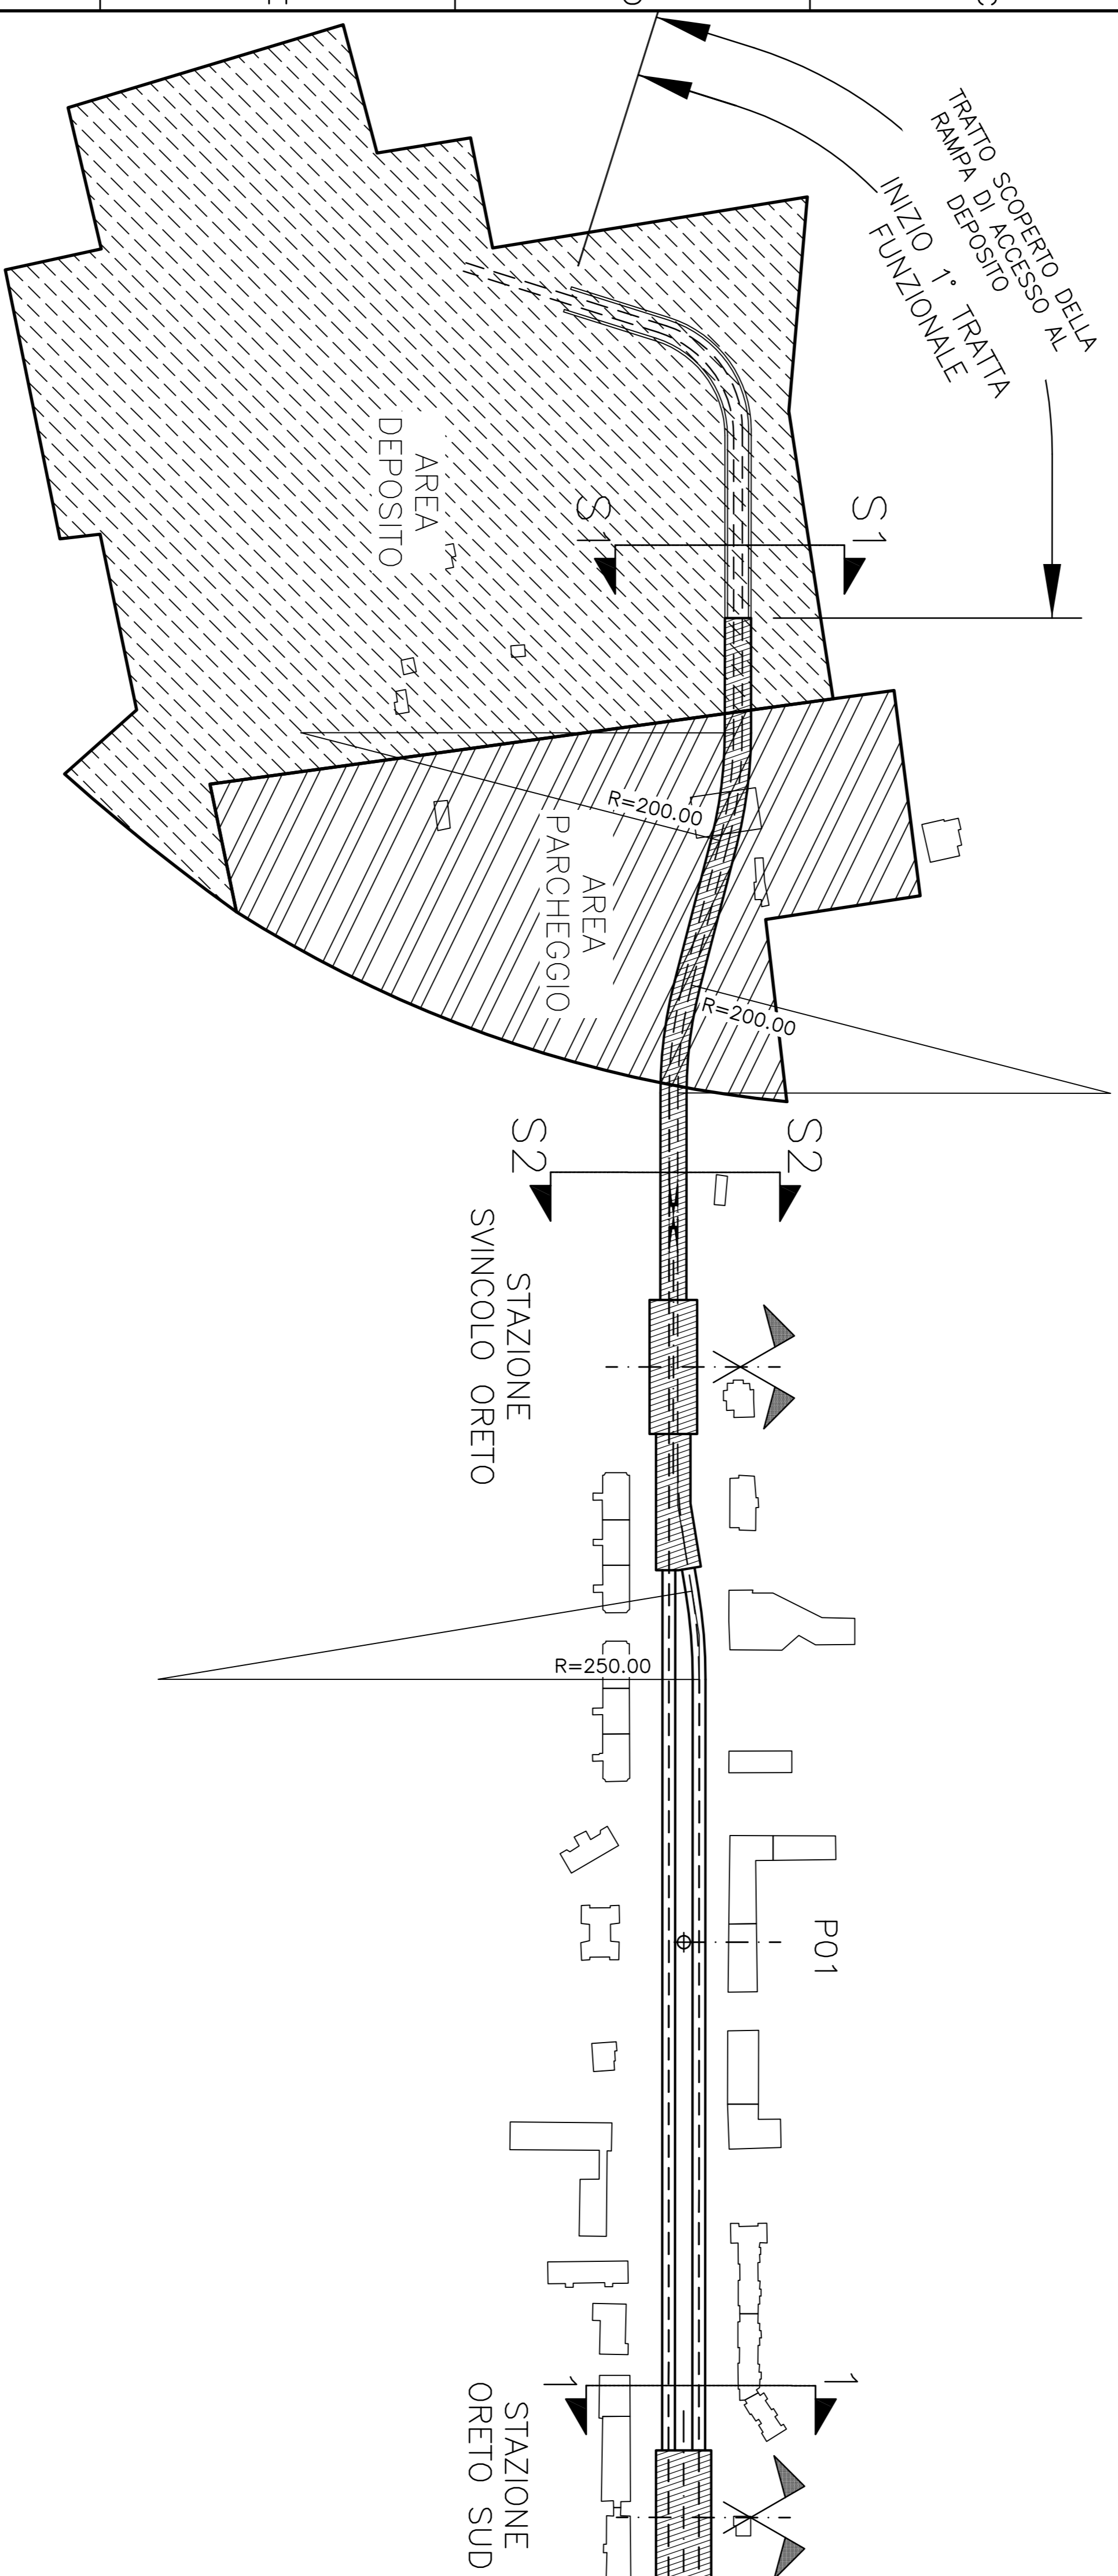 TRATTO SCOPERTO DELLA
RAMPA DI ACCESSO AL
DEPOSITO
INIZIO 1° TRATTA
FUNZIONALE
S1
S1
AREA
DEPOSITO
R=200.00
AREA
PARCHEGGIO
R=200.00
S2
S2
STAZIONE
SVINCOLO ORETO
R=250.00
P01
1
1
STAZIONE
ORETO SUD